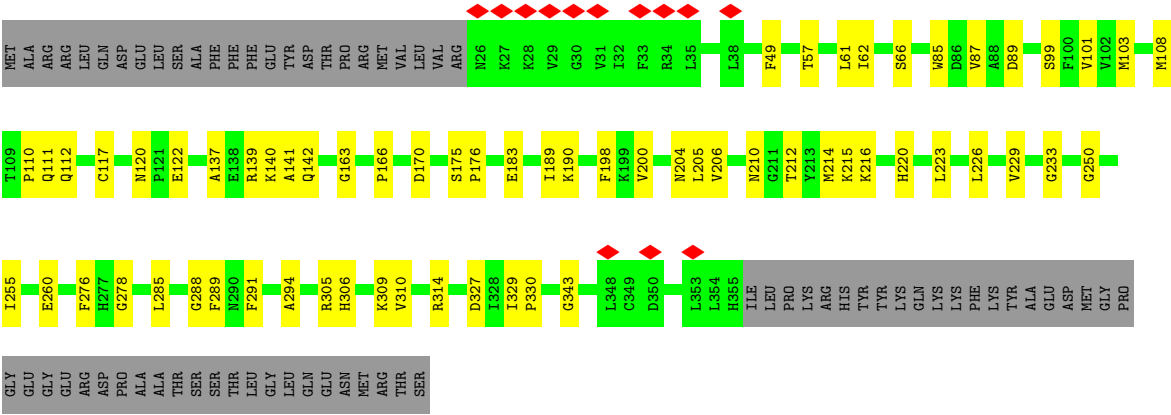 MET ALA ARG ARG LEU GLN ASP GLU LEU SER ALA PHE PHE PHE GLU TYR ASP THR PRO ARG MET VAL LEU VAL ARG N26 K27 K28 V29 G30 V31 I32 F33 R34 L35 L38 F49 T57 L61 I62 S66 W85 D86 V87 A88 D89 S99 F100 V101 V102 M103 M108
T109 P110 Q111 Q112 C117 N120 P121 E122 A137 E138 R139 K140 A141 Q142 G163 P166 D170 S175 P176 E183 I189 K190 F198 K199 V200 N204 L205 V206 N210 G211 T212 Y213 M214 K215 K216 H220 L223 L226 V229 G233 G250
I255 E260 F276 H277 G278 L285 G288 F289 N290 F291 A294 R305 H306 K309 V310 R314 D327 I328 I329 P330 G343 L348 C349 D350 L353 L354 H355 ILE LEU PRO LYS ARG HIS TYR TYR LYS GLN LYS LYS PHE LYS TYR ALA GLU ASP MET GLY PRO
GLY GLU GLY GLU ARG ASP PRO ALA ALA THR SER SER THR LEU GLY LEU GLN GLU ASN MET ARG THR SER